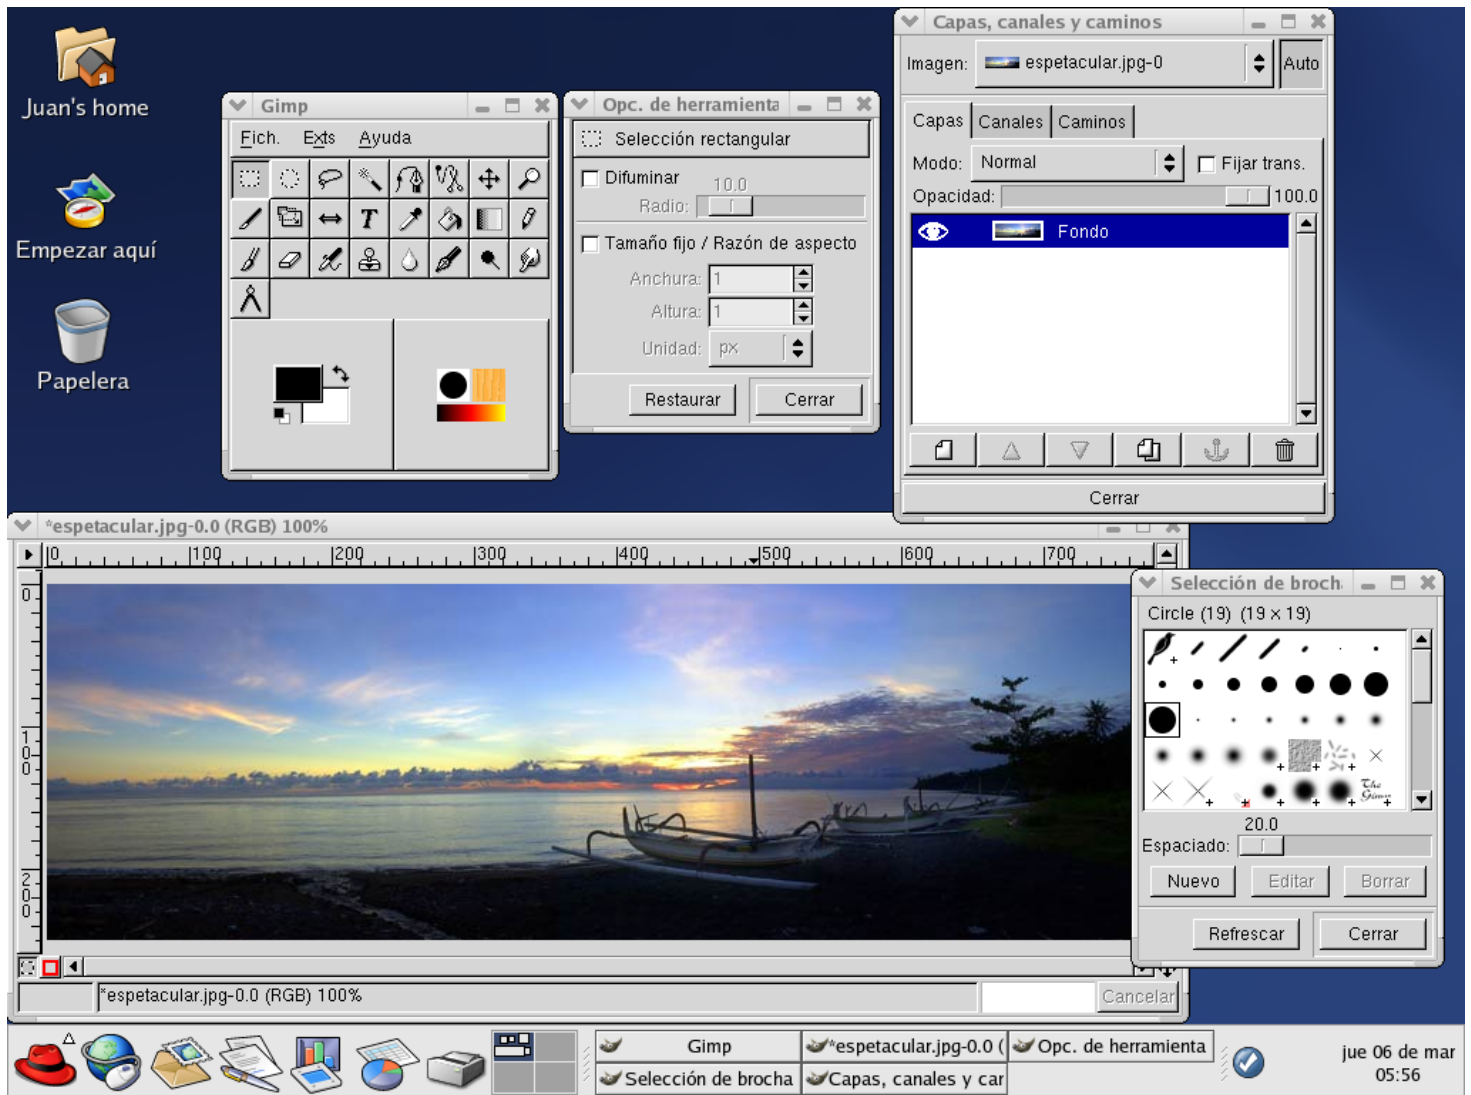 Juan's home
Empezar aquí
Papelera
Gimp
Fich. Exts Ayuda
T
Opc. de herramienta
Selección rectangular
Difuminar
10.0
Radio:
Tamaño fijo / Razón de aspecto
Anchura: 1
Altura: 1
Unidad: px
Restaurar Cerrar
Capas, canales y caminos
Imagen: espetacular.jpg-0 Auto
Capas Canales Caminos
Modo: Normal Fijar trans.
Opacidad: 100.0
Fondo
Cerrar
*espetacular.jpg-0.0 (RGB) 100%
0 100 200 300 400 500 600 700
0
100
200
*espetacular.jpg-0.0 (RGB) 100%
Cancelar
Selección de broch
Circle (19) (19 × 19)
The
Gimp
20.0
Espaciado:
Nuevo Editar Borrar
Refrescar Cerrar
Gimp
*espetacular.jpg-0.0 (
Opc. de herramienta
Selección de brocha
Capas, canales y car
jue 06 de mar
05:56